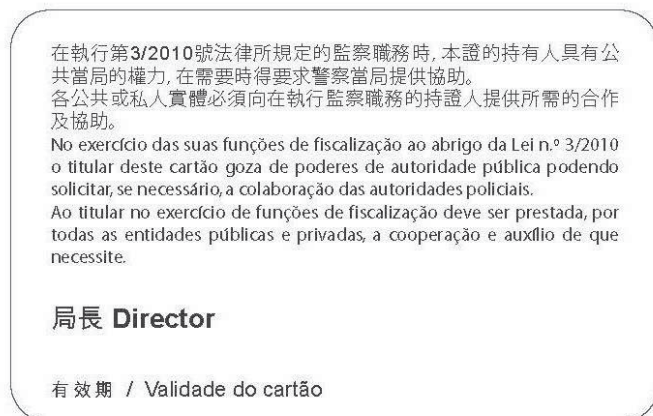 在執行第3/2010號法律所規定的監察職務時, 本證的持有人具有公
共當局的權力, 在需要時得要求警察當局提供協助。
各公共或私人實體必須向在執行監察職務的持證人提供所需的合作
及協助。
No exercício das suas funções de fiscalização ao abrigo da Lei n.º 3/2010
o titular deste cartão goza de poderes de autoridade pública podendo
solicitar, se necessário, a colaboração das autoridades policiais.
Ao titular no exercício de funções de fiscalização deve ser prestada, por
todas as entidades públicas e privadas, a cooperação e auxílio de que
necessite.
局長 Director
有效期 / Validade do cartão